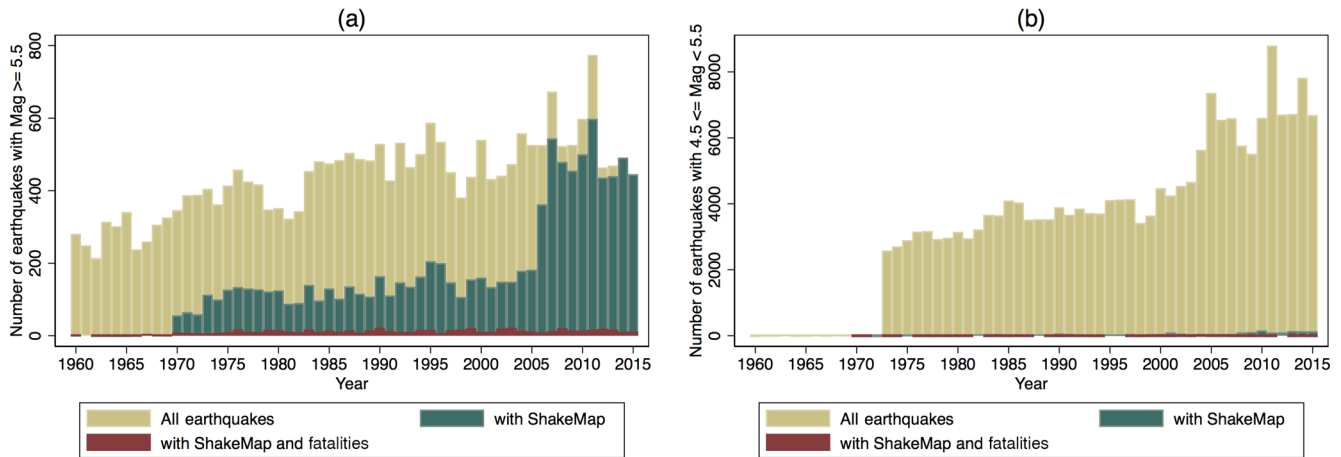 (a)
Number of earthquakes with Mag >= 5.5
800
600
400
200
0
1960 1965 1970 1975 1980 1985 1990 1995 2000 2005 2010 2015
Year
All earthquakes
with ShakeMap
with ShakeMap and fatalities
(b)
Number of earthquakes with 4.5 <= Mag < 5.5
8000
6000
4000
2000
0
1960 1965 1970 1975 1980 1985 1990 1995 2000 2005 2010 2015
Year
All earthquakes
with ShakeMap
with ShakeMap and fatalities